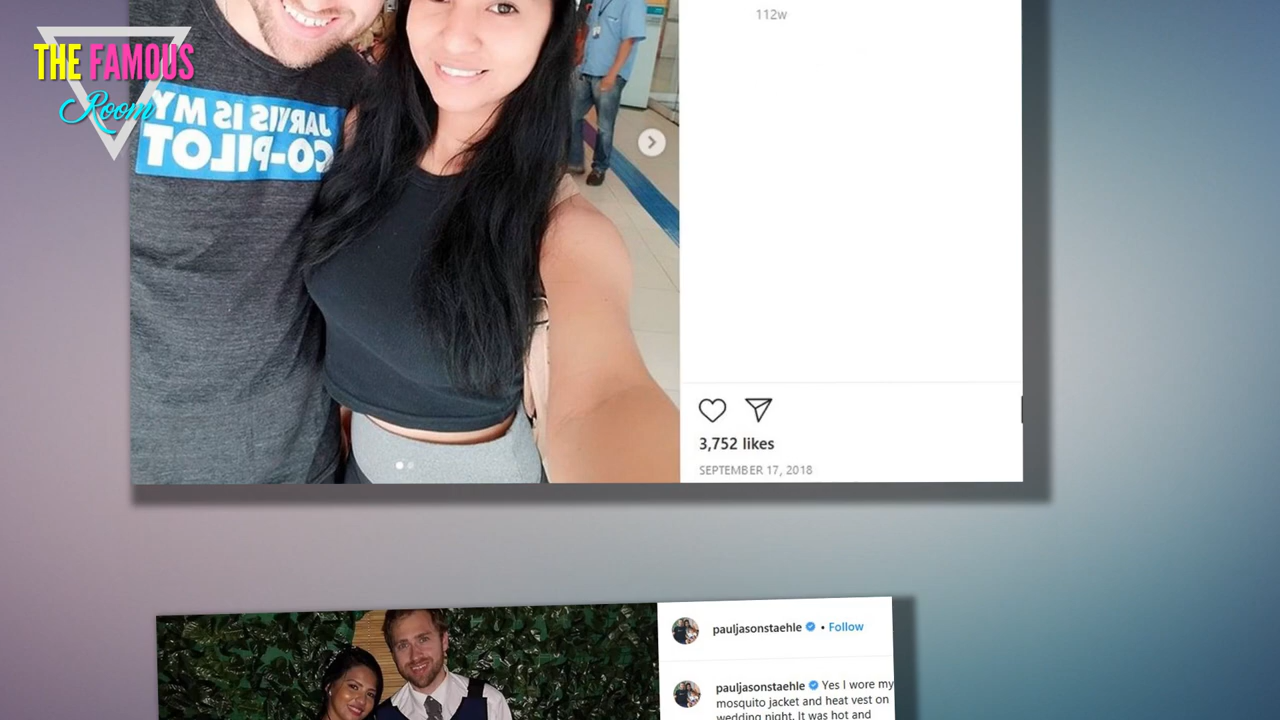 THE FAMOUS
Room
112w
JARVIS IS MY
CO-PILOT
3,752 likes
SEPTEMBER 17, 2018
pauljasonstaehle • Follow
pauljasonstaehle Yes I wore my
mosquito jacket and heat vest on
wedding night. It was hot and